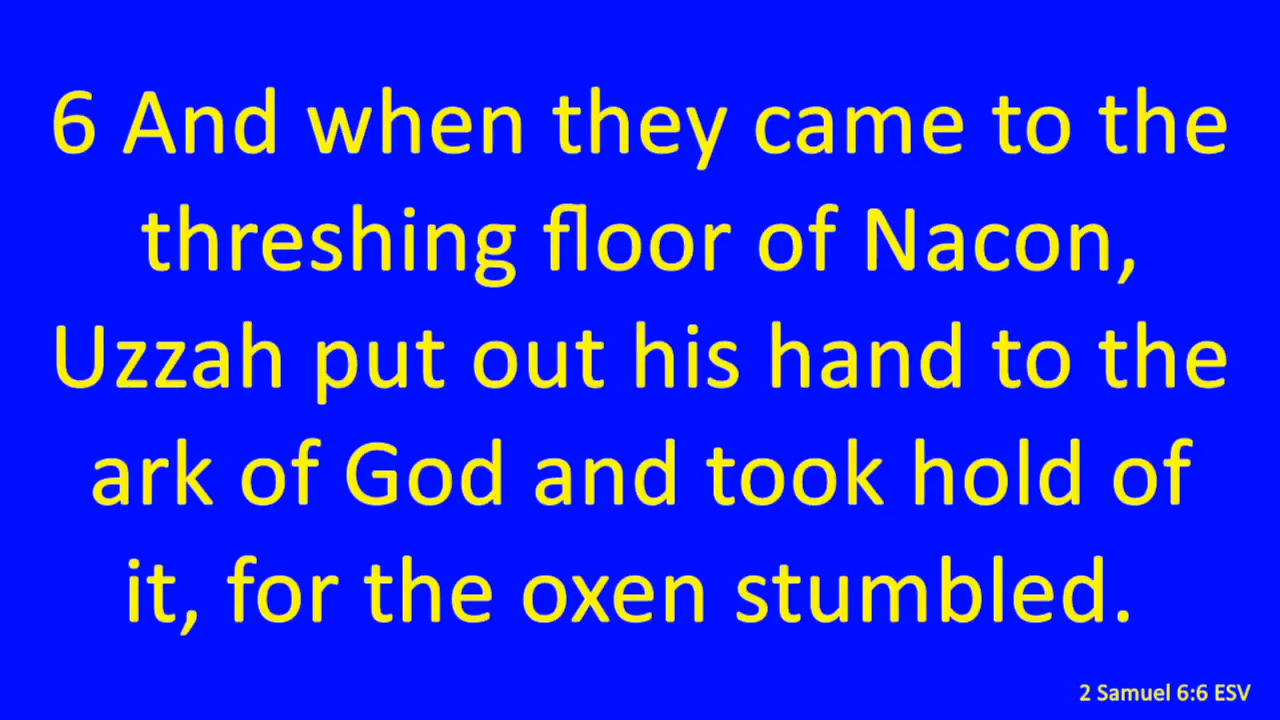 6 And when they came to the
threshing floor of Nacon,
Uzzah put out his hand to the
ark of God and took hold of
it, for the oxen stumbled.
2 Samuel 6:6 ESV